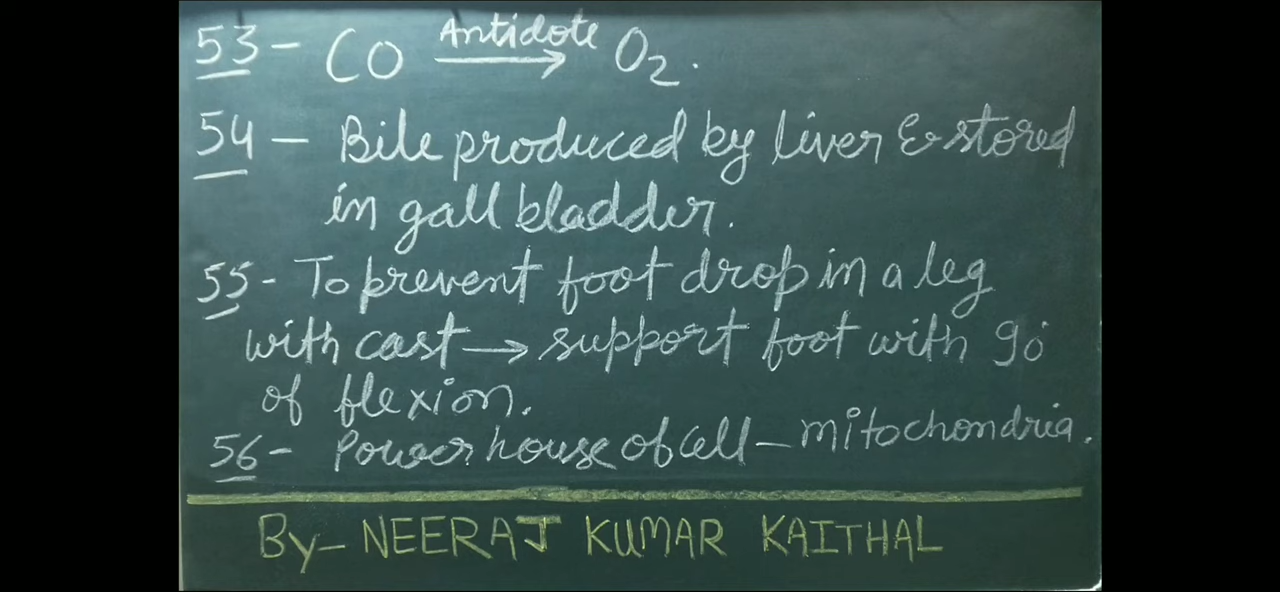 53- CO Antidote → O₂.
54 - Bile produced by liver & stored
in gall bladder.
55- To prevent foot drop in a leg
with cast → support foot with 90°
of flexion.
56- Power house of cell - mitochondria.
By- NEERAJ KUMAR KAITHAL